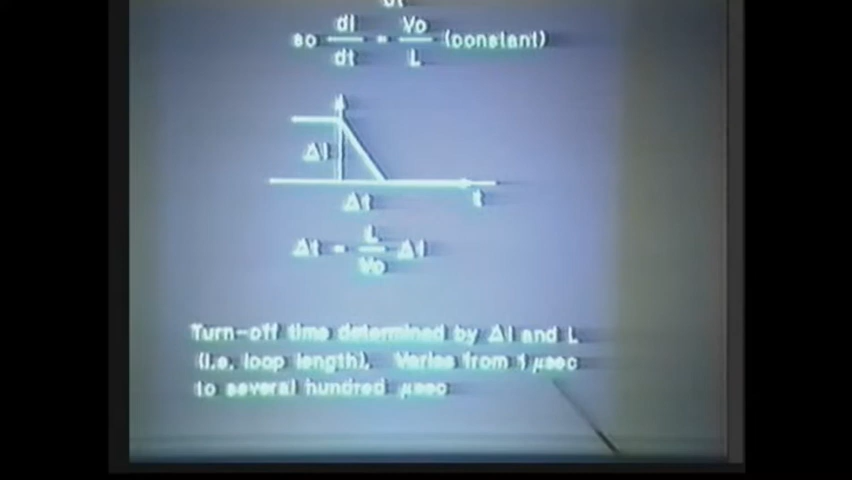 so dI/dt = Vo/L (constant)
ΔI
Δt
t
Δt = L/Vo ΔI
Turn-off time determined by ΔI and L
(i.e. loop length). Varies from 1 μsec
to several hundred μsec